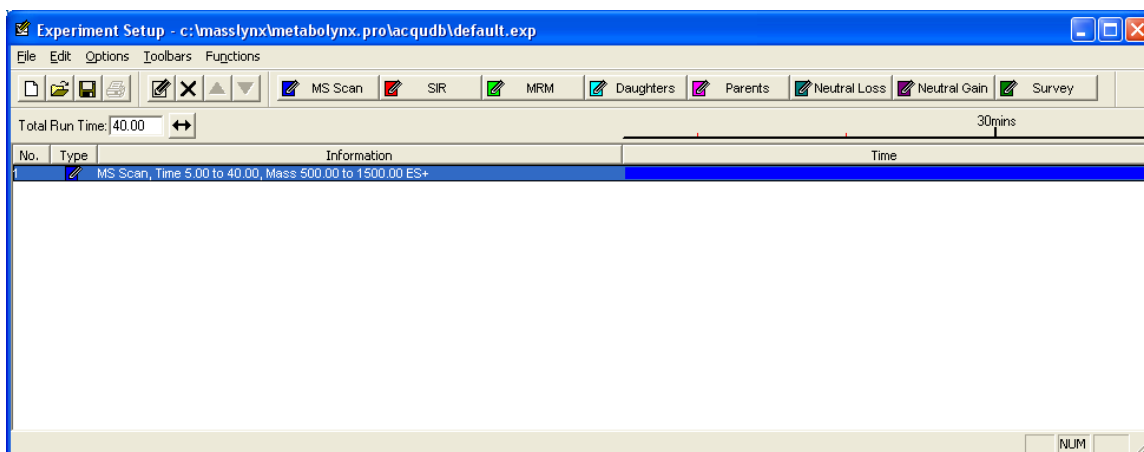 Experiment Setup - c:\masslynx\metabolynx.pro\acqudb\default.exp
File Edit Options Toolbars Functions
MS Scan SIR MRM Daughters Parents Neutral Loss Neutral Gain Survey
Total Run Time: 40.00 30mins
No. Type Information Time
1 MS Scan, Time 5.00 to 40.00, Mass 500.00 to 1500.00 ES+
NUM